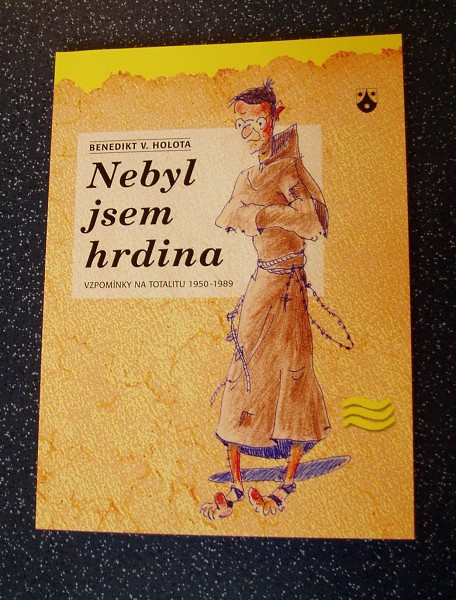 BENEDIKT V. HOLOTA
Nebyl
jsem
hrdina
VZPOMÍNKY NA TOTALITU 1950-1989